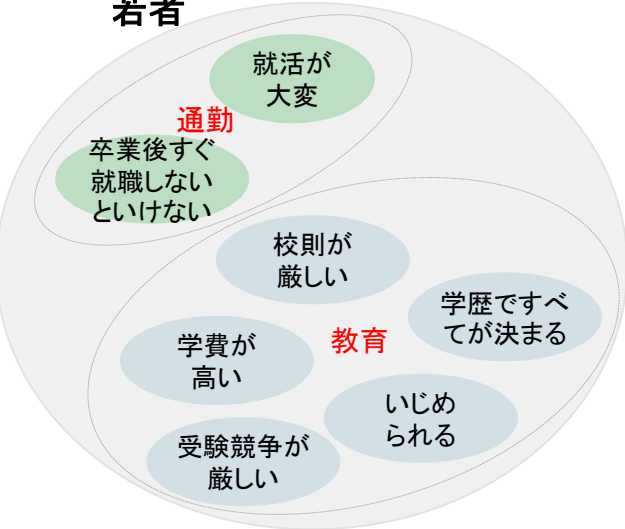 若者
就活が
大変
通勤
卒業後すぐ
就職しない
といけない
校則が
厳しい
学歴ですべ
てが決まる
教育
学費が
高い
いじめ
られる
受験競争が
厳しい